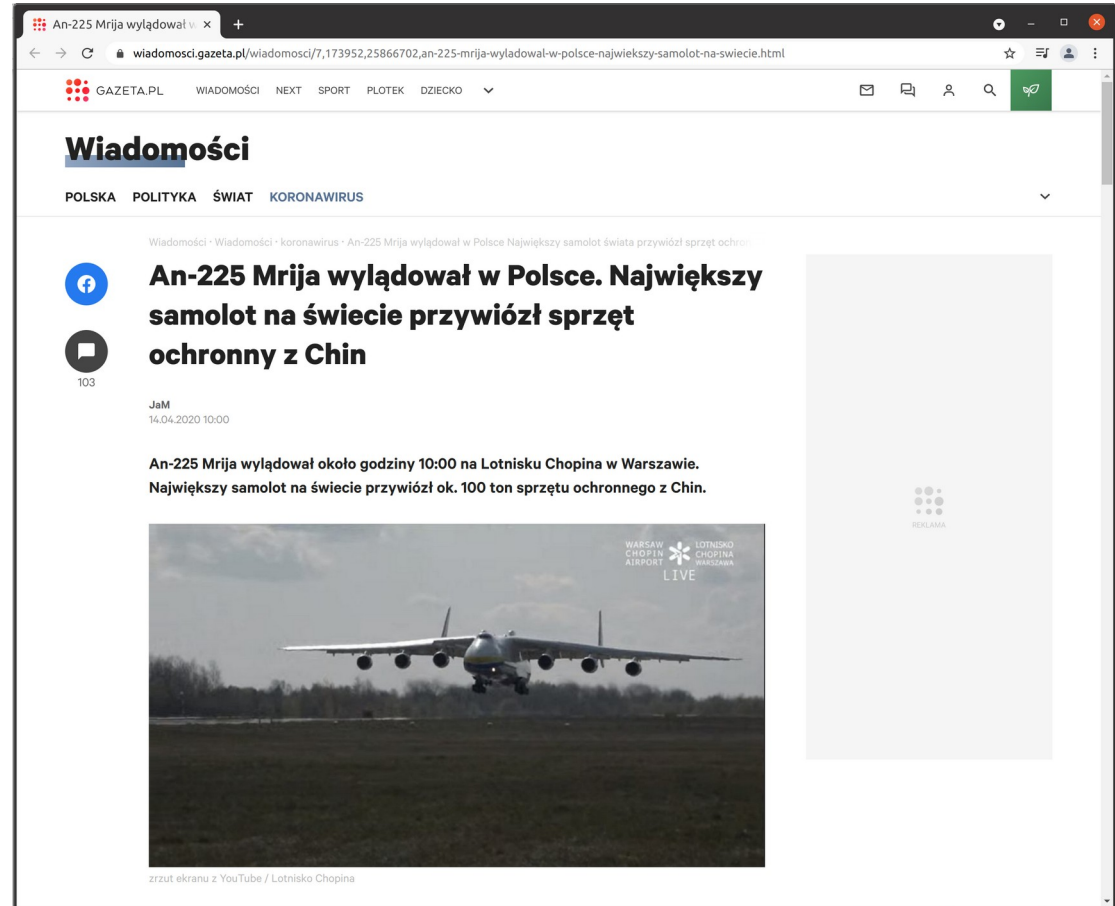 An-225 Mrija wylądował w
wiadomosci.gazeta.pl/wiadomosci/7,173952,25866702,an-225-mrija-wyladowal-w-polsce-najwiekszy-samolot-na-swiecie.html
GAZETA.PL WIADOMOŚCI NEXT SPORT PLOTEK DZIECKO
Wiadomości
POLSKA POLITYKA ŚWIAT KORONAWIRUS
Wiadomości · Wiadomości · koronawirus · An-225 Mrija wylądował w Polsce Największy samolot świata przywiózł sprzęt ochron
An-225 Mrija wylądował w Polsce. Największy
samolot na świecie przywiózł sprzęt
ochronny z Chin
103
JaM
14.04.2020 10:00
An-225 Mrija wylądował około godziny 10:00 na Lotnisku Chopina w Warszawie.
Największy samolot na świecie przywiózł ok. 100 ton sprzętu ochronnego z Chin.
REKLAMA
WARSAW LOTNISKO
CHOPIN CHOPINA
AIRPORT WARSZAWA
LIVE
zrzut ekranu z YouTube / Lotnisko Chopina